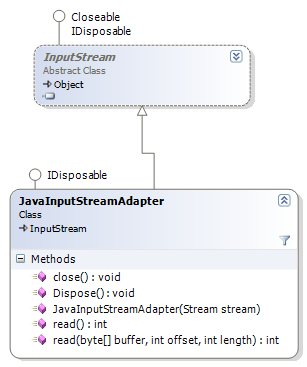 Closeable
IDisposable
InputStream
Abstract Class
Object
IDisposable
JavaInputStreamAdapter
Class
InputStream
Methods
close() : void
Dispose() : void
JavaInputStreamAdapter(Stream stream)
read() : int
read(byte[] buffer, int offset, int length) : int